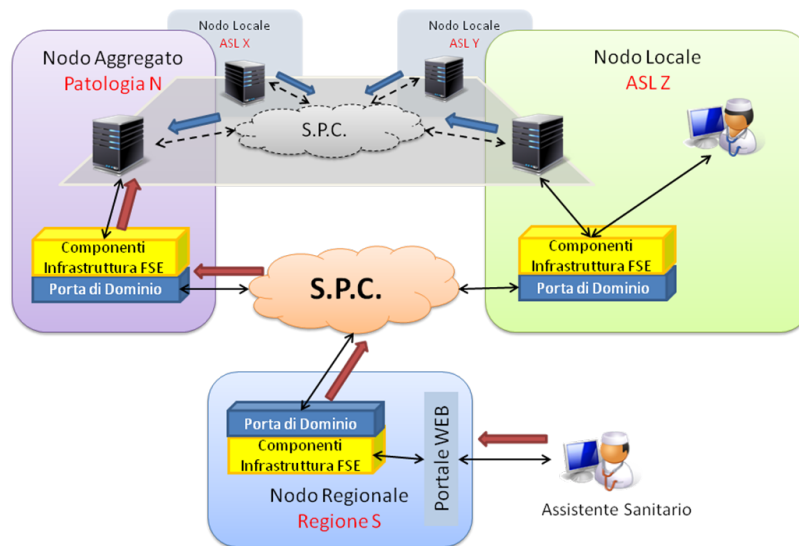 Nodo Locale
ASL X
Nodo Locale
ASL Y
Nodo Aggregato
Patologia N
Nodo Locale
ASL Z
S.P.C.
Componenti
Infrastruttura FSE
Porta di Dominio
S.P.C.
Componenti
Infrastruttura FSE
Porta di Dominio
Porta di Dominio
Componenti
Infrastruttura FSE
Portale WEB
Nodo Regionale
Regione S
Assistente Sanitario